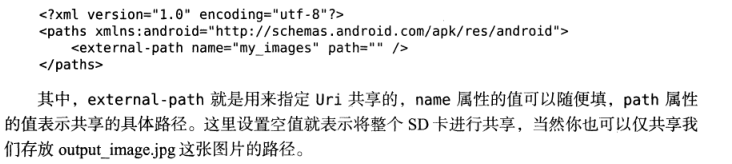 <?xml version="1.0" encoding="utf-8"?>
<paths xmlns:android="http://schemas.android.com/apk/res/android">
    <external-path name="my_images" path="" />
</paths>
其中，external-path 就是用来指定 Uri 共享的，name 属性的值可以随便填，path 属性
的值表示共享的具体路径。这里设置空值就表示将整个 SD 卡进行共享，当然你也可以仅共享我
们存放 output_image.jpg 这张图片的路径。